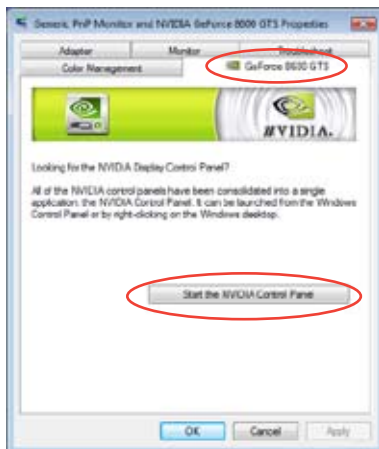 Generic PnP Monitor and NVIDIA GeForce 8600 GTS Properties
Adapter Monitor Troubleshoot
Color Management GeForce 8600 GTS
NVIDIA.
Looking for the NVIDIA Display Control Panel?
All of the NVIDIA control panels have been consolidated into a single
application: the NVIDIA Control Panel. It can be launched from the Windows
Control Panel or by right-clicking on the Windows desktop.
Start the NVIDIA Control Panel
OK Cancel Apply